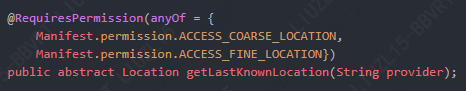 @RequiresPermission(anyOf = {
    Manifest.permission.ACCESS_COARSE_LOCATION,
    Manifest.permission.ACCESS_FINE_LOCATION})
public abstract Location getLastKnownLocation(String provider);